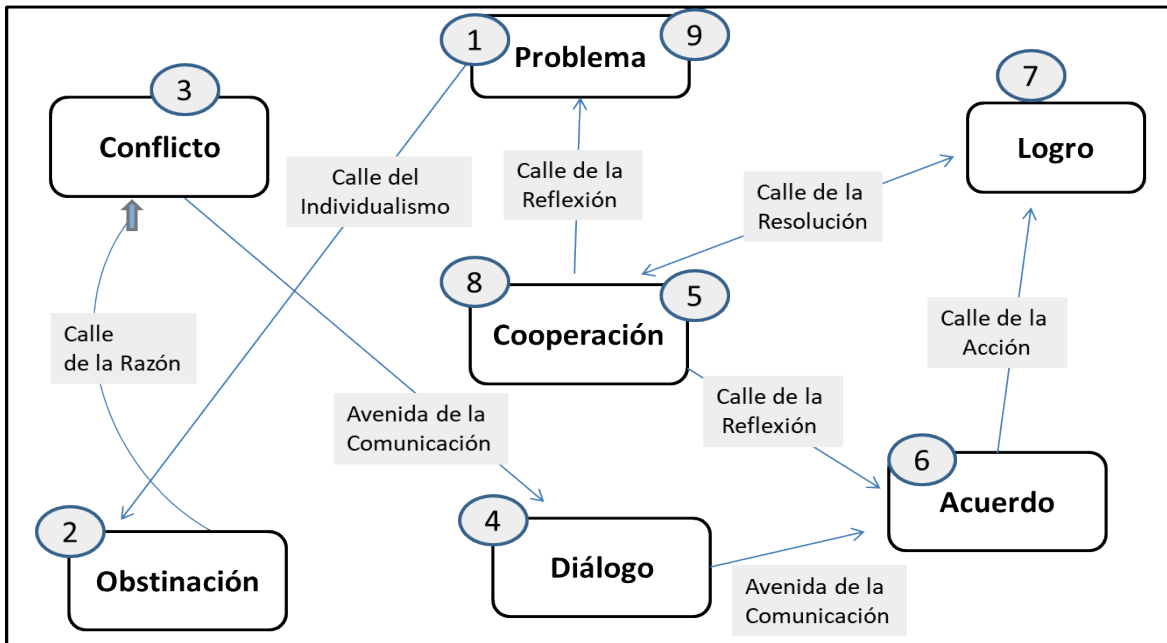 1
Problema
9
3
Conflicto
7
Logro
Calle del
Individualismo
Calle de la
Reflexión
Calle de la
Resolución
8
Cooperación
5
Calle
de la Razón
Calle de la
Acción
Avenida de la
Comunicación
Calle de la
Reflexión
6
Acuerdo
2
Obstinación
4
Diálogo
Avenida de la
Comunicación